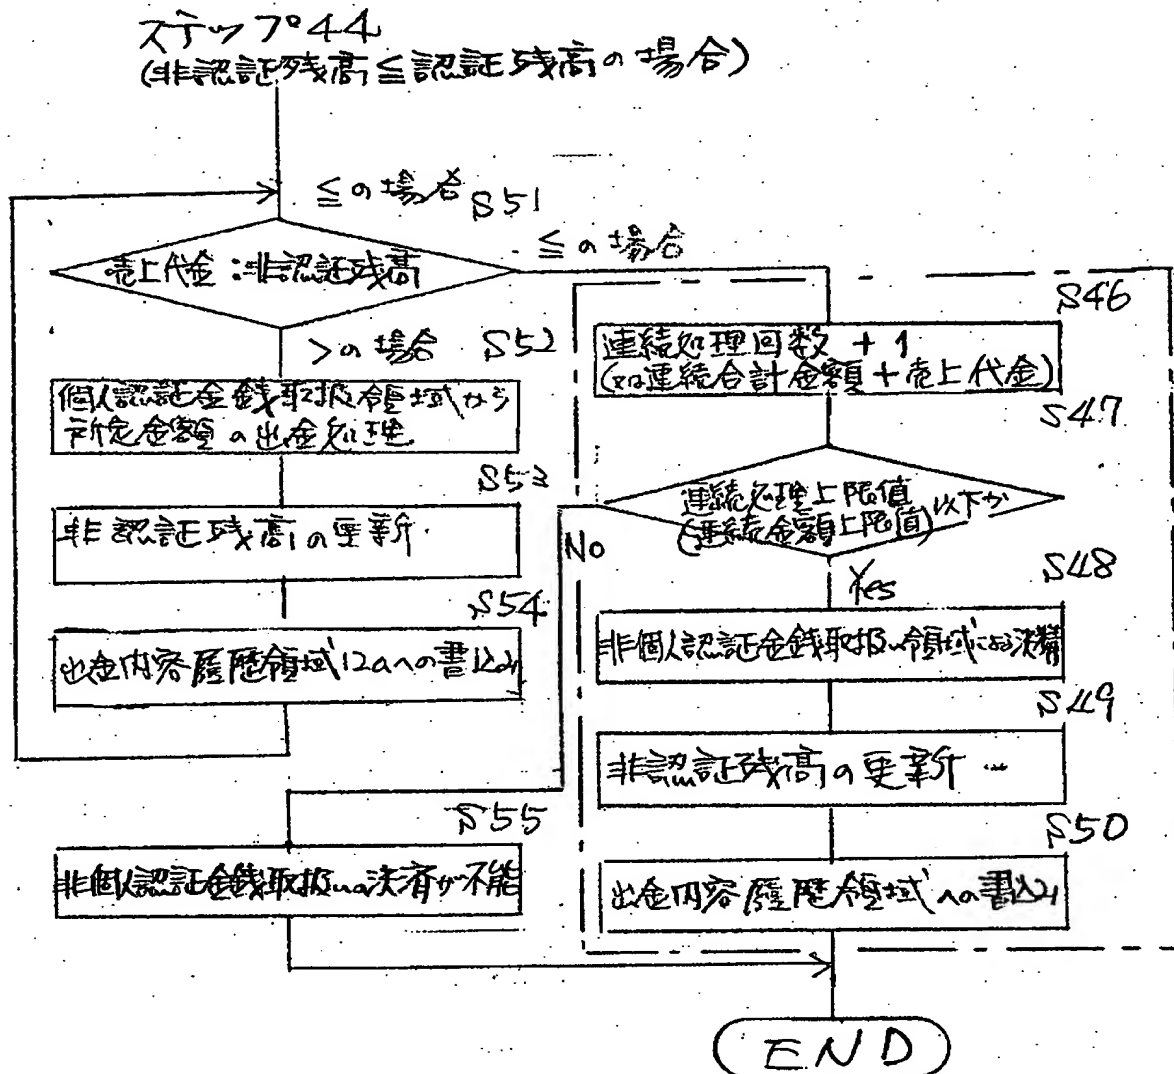 ステップ44
(非認証残高≦認証残高の場合)
≦の場合
S51
売上代金:非認証残高
≦の場合
>の場合
S52
個人認証金銭取扱領域から
所定金額の出金処理
S53
非認証残高の更新
S54
出金内容履歴領域12aへの書込み
S46
連続処理回数+1
(又は連続合計金額+売上代金)
S47
連続処理上限値
(連続金額上限値)以下か
No
Yes
S48
非個人認証金銭取扱い領域による決済
S49
非認証残高の更新
S50
出金内容履歴領域への書込み
S55
非個人認証金銭取扱いの決済が不能
END